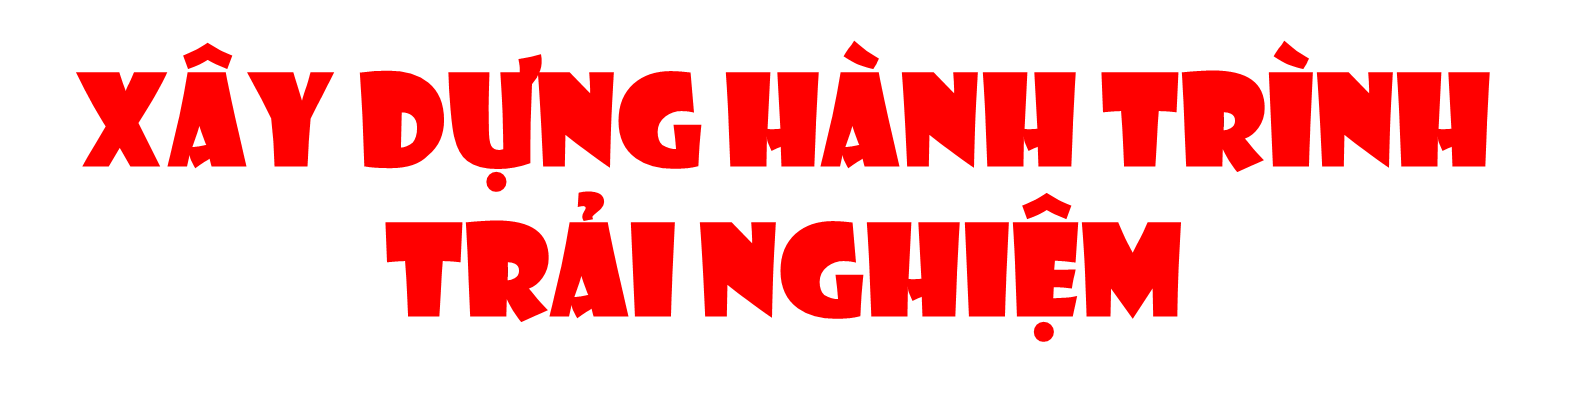 XÂY DỰNG HÀNH TRÌNH
TRẢI NGHIỆM